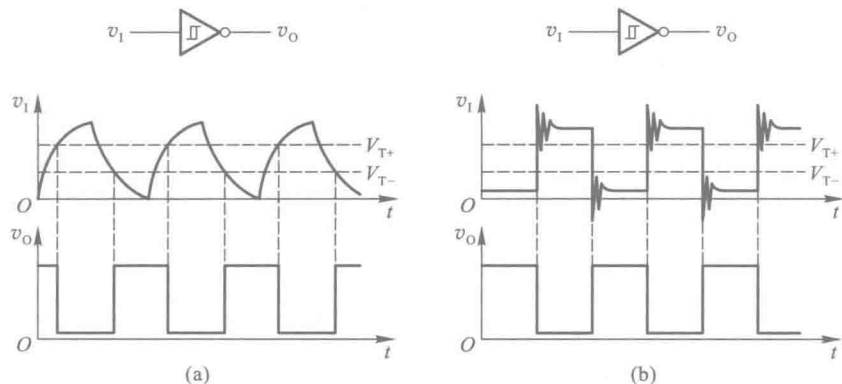 v_I v_O
v_I
V_T+
V_T−
O t
v_O
O t
(a)
v_I v_O
v_I
V_T+
V_T−
O t
v_O
O t
(b)